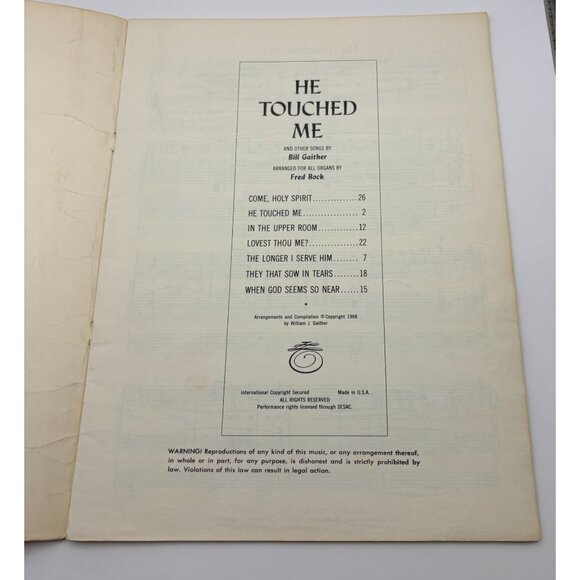 HE
TOUCHED
ME
AND OTHER SONGS BY
Bill Gaither
ARRANGED FOR ALL ORGANS BY
Fred Bock
COME, HOLY SPIRIT...............26
HE TOUCHED ME.................. 2
IN THE UPPER ROOM.............12
LOVEST THOU ME?...............22
THE LONGER I SERVE HIM........ 7
THEY THAT SOW IN TEARS........18
WHEN GOD SEEMS SO NEAR......15
Arrangements and Compilation © Copyright 1968
by William J. Gaither
International Copyright Secured Made in U.S.A.
ALL RIGHTS RESERVED
Performance rights licensed through SESAC.
WARNING! Reproductions of any kind of this music, or any arrangement thereof,
in whole or in part, for any purpose, is dishonest and is strictly prohibited by
law. Violations of this law can result in legal action.